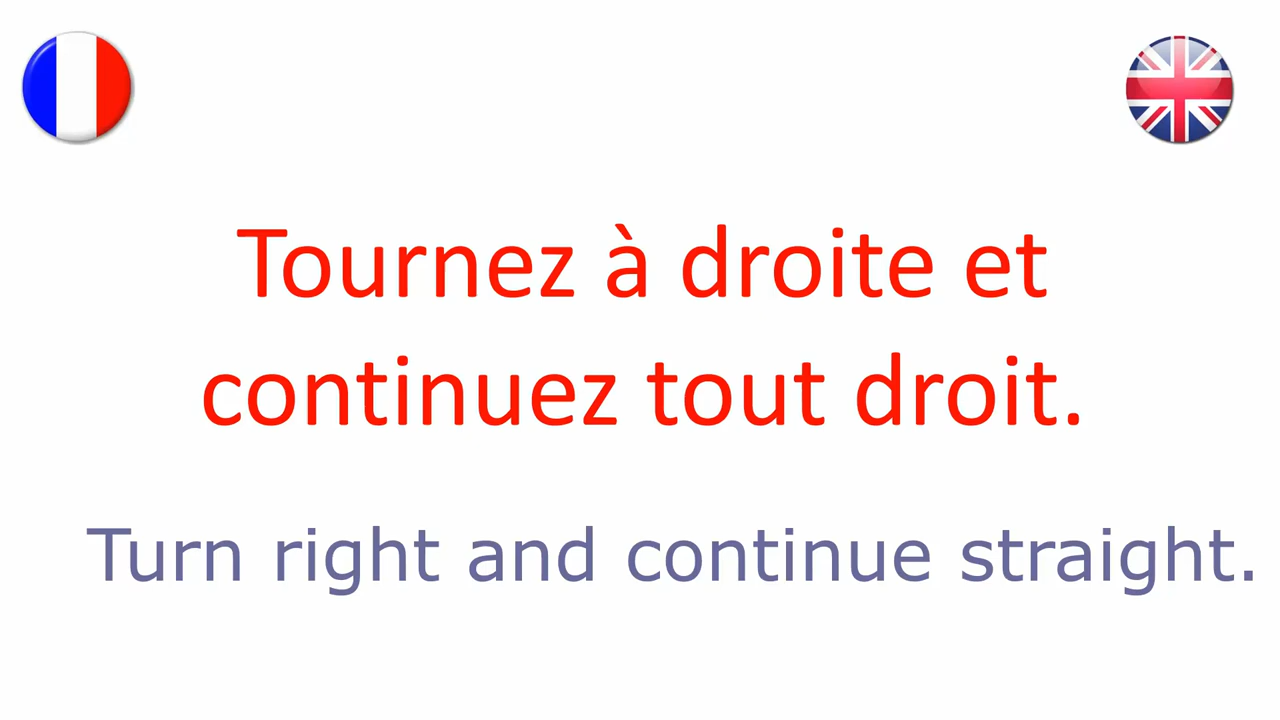 Tournez à droite et
continuez tout droit.
Turn right and continue straight.